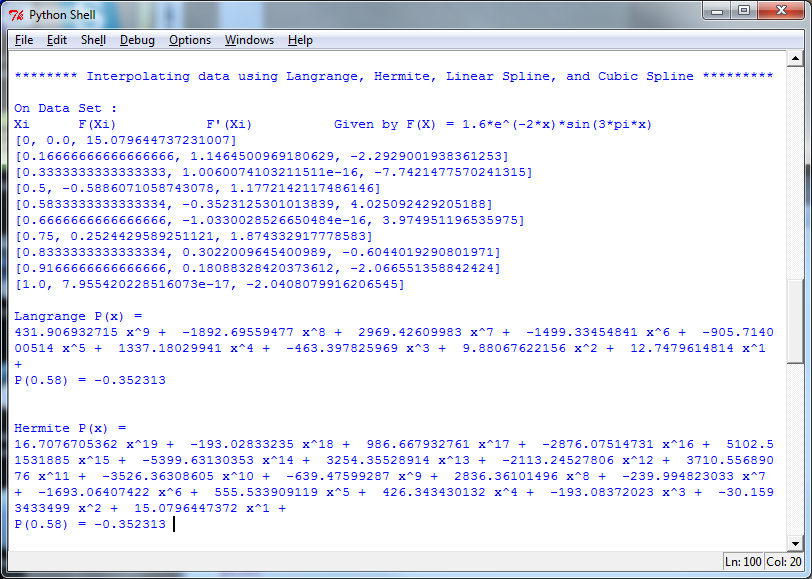 Python Shell
File Edit Shell Debug Options Windows Help
******** Interpolating data using Langrange, Hermite, Linear Spline, and Cubic Spline *********
On Data Set :
Xi F(Xi) F'(Xi) Given by F(X) = 1.6*e^(-2*x)*sin(3*pi*x)
[0, 0.0, 15.079644737231007]
[0.16666666666666666, 1.1464500969180629, -2.2929001938361253]
[0.3333333333333333, 1.0060074103211511e-16, -7.7421477570241315]
[0.5, -0.5886071058743078, 1.1772142117486146]
[0.5833333333333334, -0.3523125301013839, 4.025092429205188]
[0.6666666666666666, -1.0330028526650484e-16, 3.974951196535975]
[0.75, 0.2524429589251121, 1.874332917778583]
[0.8333333333333334, 0.3022009645400989, -0.6044019290801971]
[0.9166666666666666, 0.18088328420373612, -2.066551358842424]
[1.0, 7.955420228516073e-17, -2.0408079916206545]
Langrange P(x) =
431.906932715 x^9 + -1892.69559477 x^8 + 2969.42609983 x^7 + -1499.33454841 x^6 + -905.7140
00514 x^5 + 1337.18029941 x^4 + -463.397825969 x^3 + 9.88067622156 x^2 + 12.7479614814 x^1
+
P(0.58) = -0.352313
Hermite P(x) =
16.7076705362 x^19 + -193.02833235 x^18 + 986.667932761 x^17 + -2876.07514731 x^16 + 5102.5
1531885 x^15 + -5399.63130353 x^14 + 3254.35528914 x^13 + -2113.24527806 x^12 + 3710.556890
76 x^11 + -3526.36308605 x^10 + -639.47599287 x^9 + 2836.36101496 x^8 + -239.994823033 x^7
+ -1693.06407422 x^6 + 555.533909119 x^5 + 426.343430132 x^4 + -193.08372023 x^3 + -30.159
3433499 x^2 + 15.0796447372 x^1 +
P(0.58) = -0.352313
Ln: 100 Col: 20